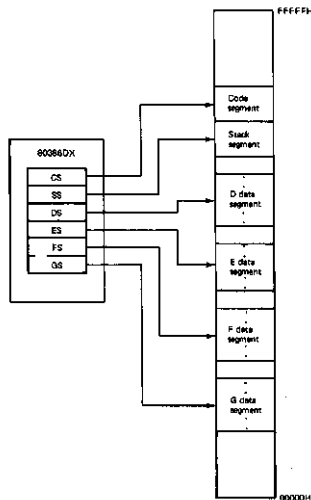 FFFFFH
Code
segment
Stack
segment
80386DX
CS
SS
DS
ES
FS
GS
D data
segment
E data
segment
F data
segment
G data
segment
00000H